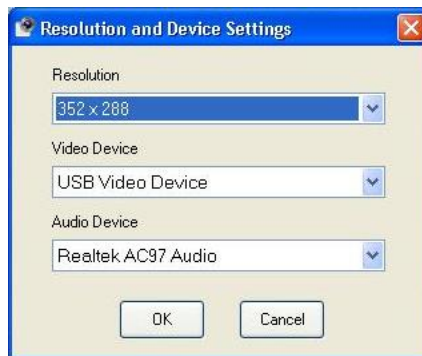 Resolution and Device Settings
Resolution
352 x 288
Video Device
USB Video Device
Audio Device
Realtek AC97 Audio
OK Cancel